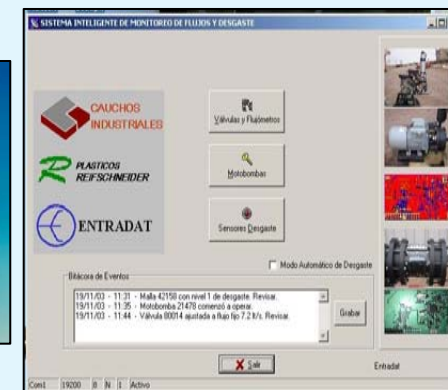 SISTEMA INTELIGENTE DE MONITOREO DE FLUJOS Y DESGASTE
CAUCHOS
INDUSTRIALES
PLASTICOS
REIFSCHNEIDER
ENTRADAT
Válvulas y Flujómetros
Motobombas
Sensores Desgaste
Modo Automático de Desgaste
Bitácora de Eventos
19/11/03 - 11:31 - Malla 42158 con nivel 1 de desgaste. Revisar.
19/11/03 - 11:35 - Motobomba 21478 comenzó a operar.
19/11/03 - 11:44 - Válvula 80014 ajustada a flujo fijo 7.2 lt/s. Revisar.
Grabar
Salir
Entradat
Com1 19200 8 N 1 Activo